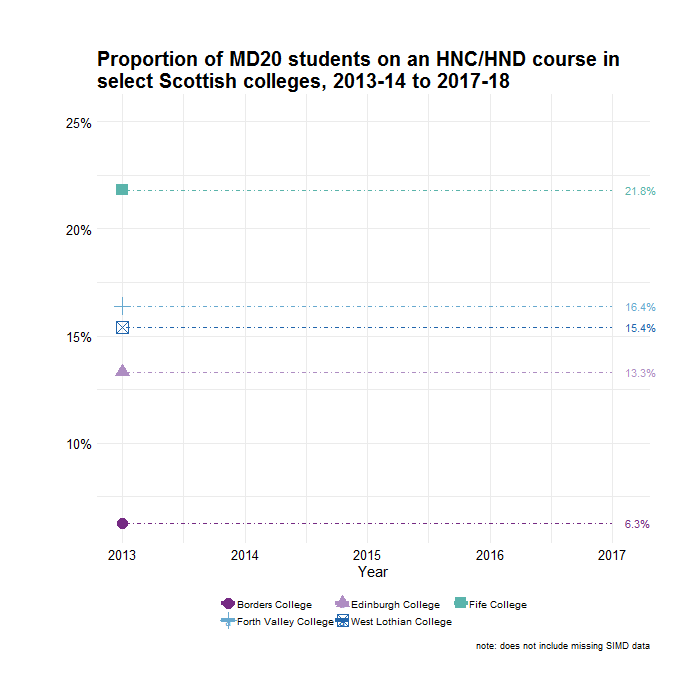 Proportion of MD20 students on an HNC/HND course in
select Scottish colleges, 2013-14 to 2017-18
25%
21.8%
20%
16.4%
15.4%
15%
13.3%
10%
6.3%
2013 2014 2015 2016 2017
Year
Borders College Edinburgh College Fife College
Forth Valley College West Lothian College
note: does not include missing SIMD data